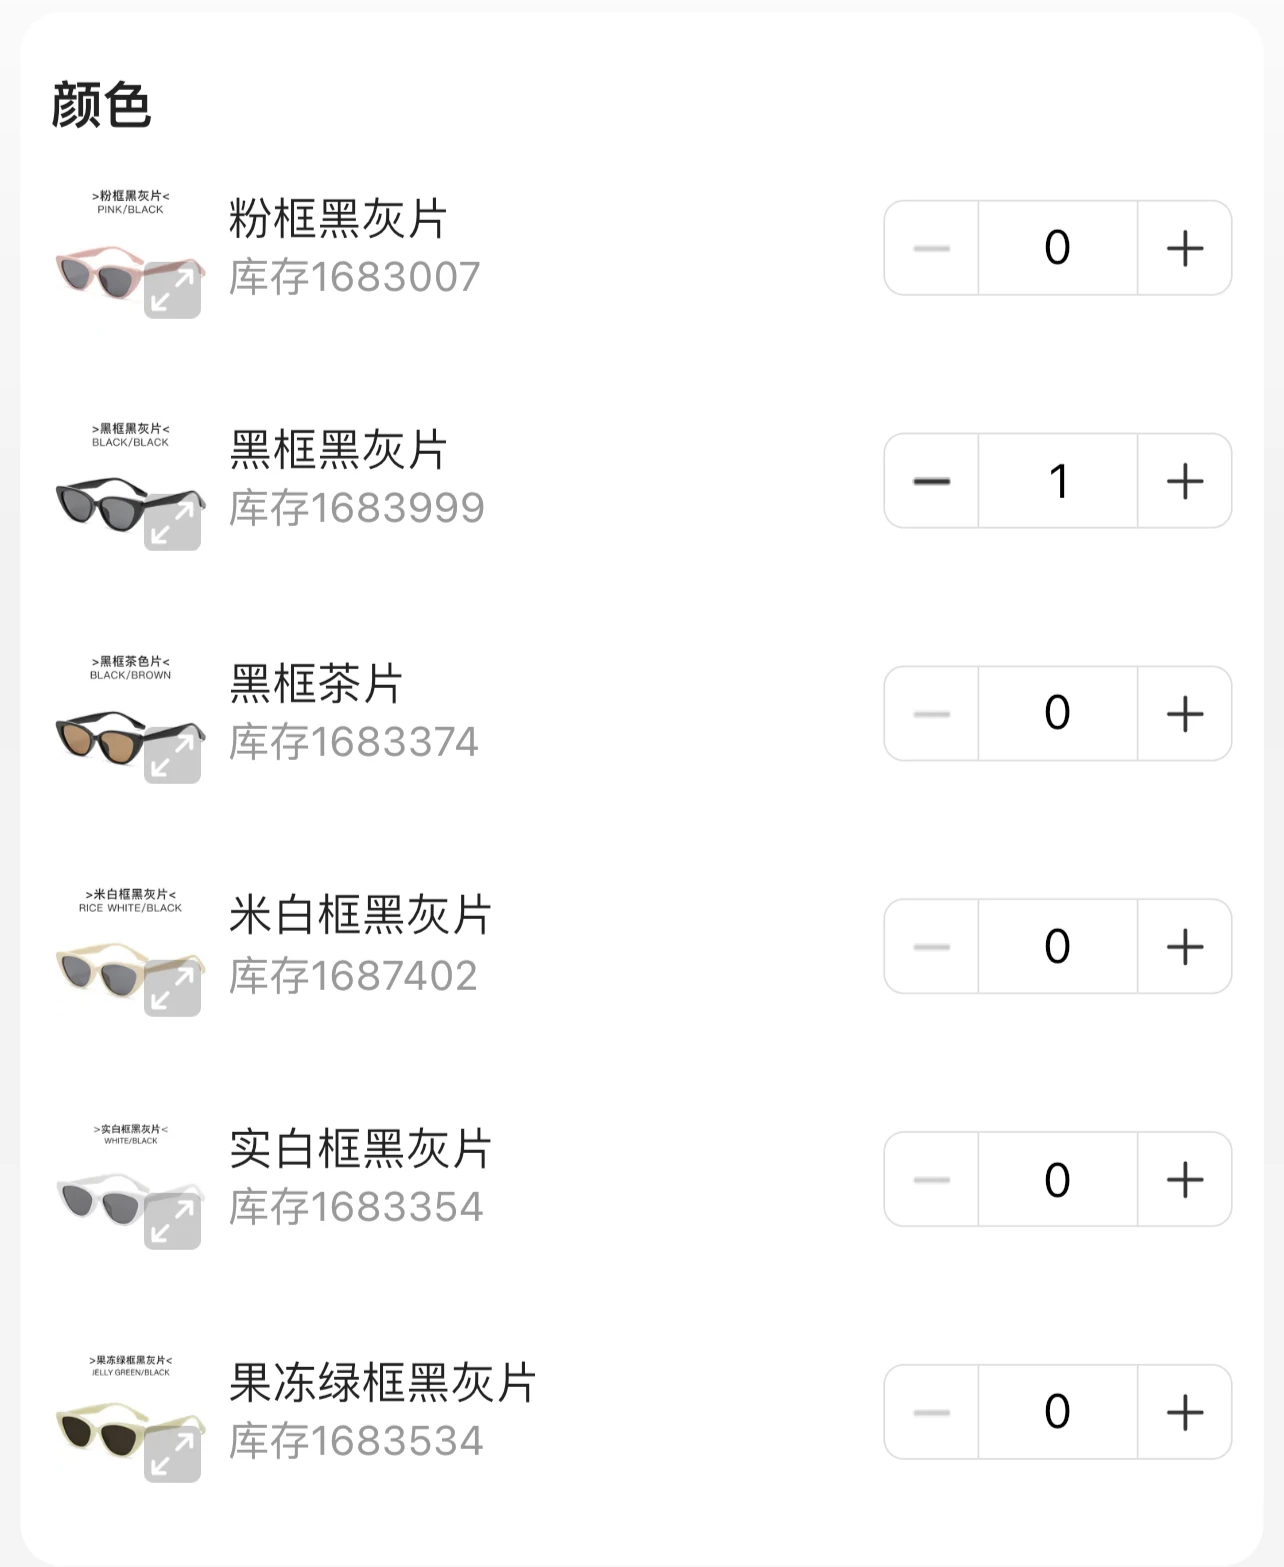 颜色
>粉框黑灰片<
PINK/BLACK
粉框黑灰片
库存1683007
0
>黑框黑灰片<
BLACK/BLACK
黑框黑灰片
库存1683999
1
>黑框茶色片<
BLACK/BROWN
黑框茶片
库存1683374
0
>米白框黑灰片<
RICE WHITE/BLACK
米白框黑灰片
库存1687402
0
>实白框黑灰片<
WHITE/BLACK
实白框黑灰片
库存1683354
0
>果冻绿框黑灰片<
JELLY GREEN/BLACK
果冻绿框黑灰片
库存1683534
0